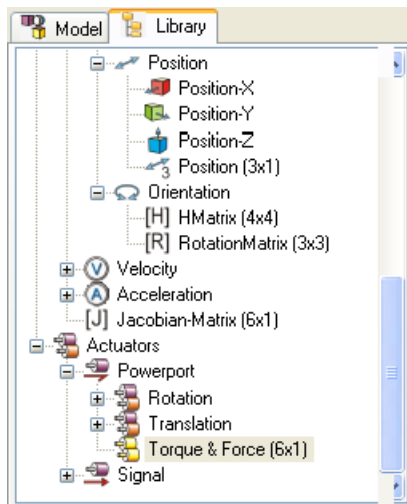 Model
Library
Position
Position-X
Position-Y
Position-Z
3 Position (3x1)
Orientation
[H] HMatrix (4x4)
[R] RotationMatrix (3x3)
V Velocity
A Acceleration
[J] Jacobian-Matrix (6x1)
Actuators
Powerport
Rotation
Translation
Torque & Force (6x1)
Signal